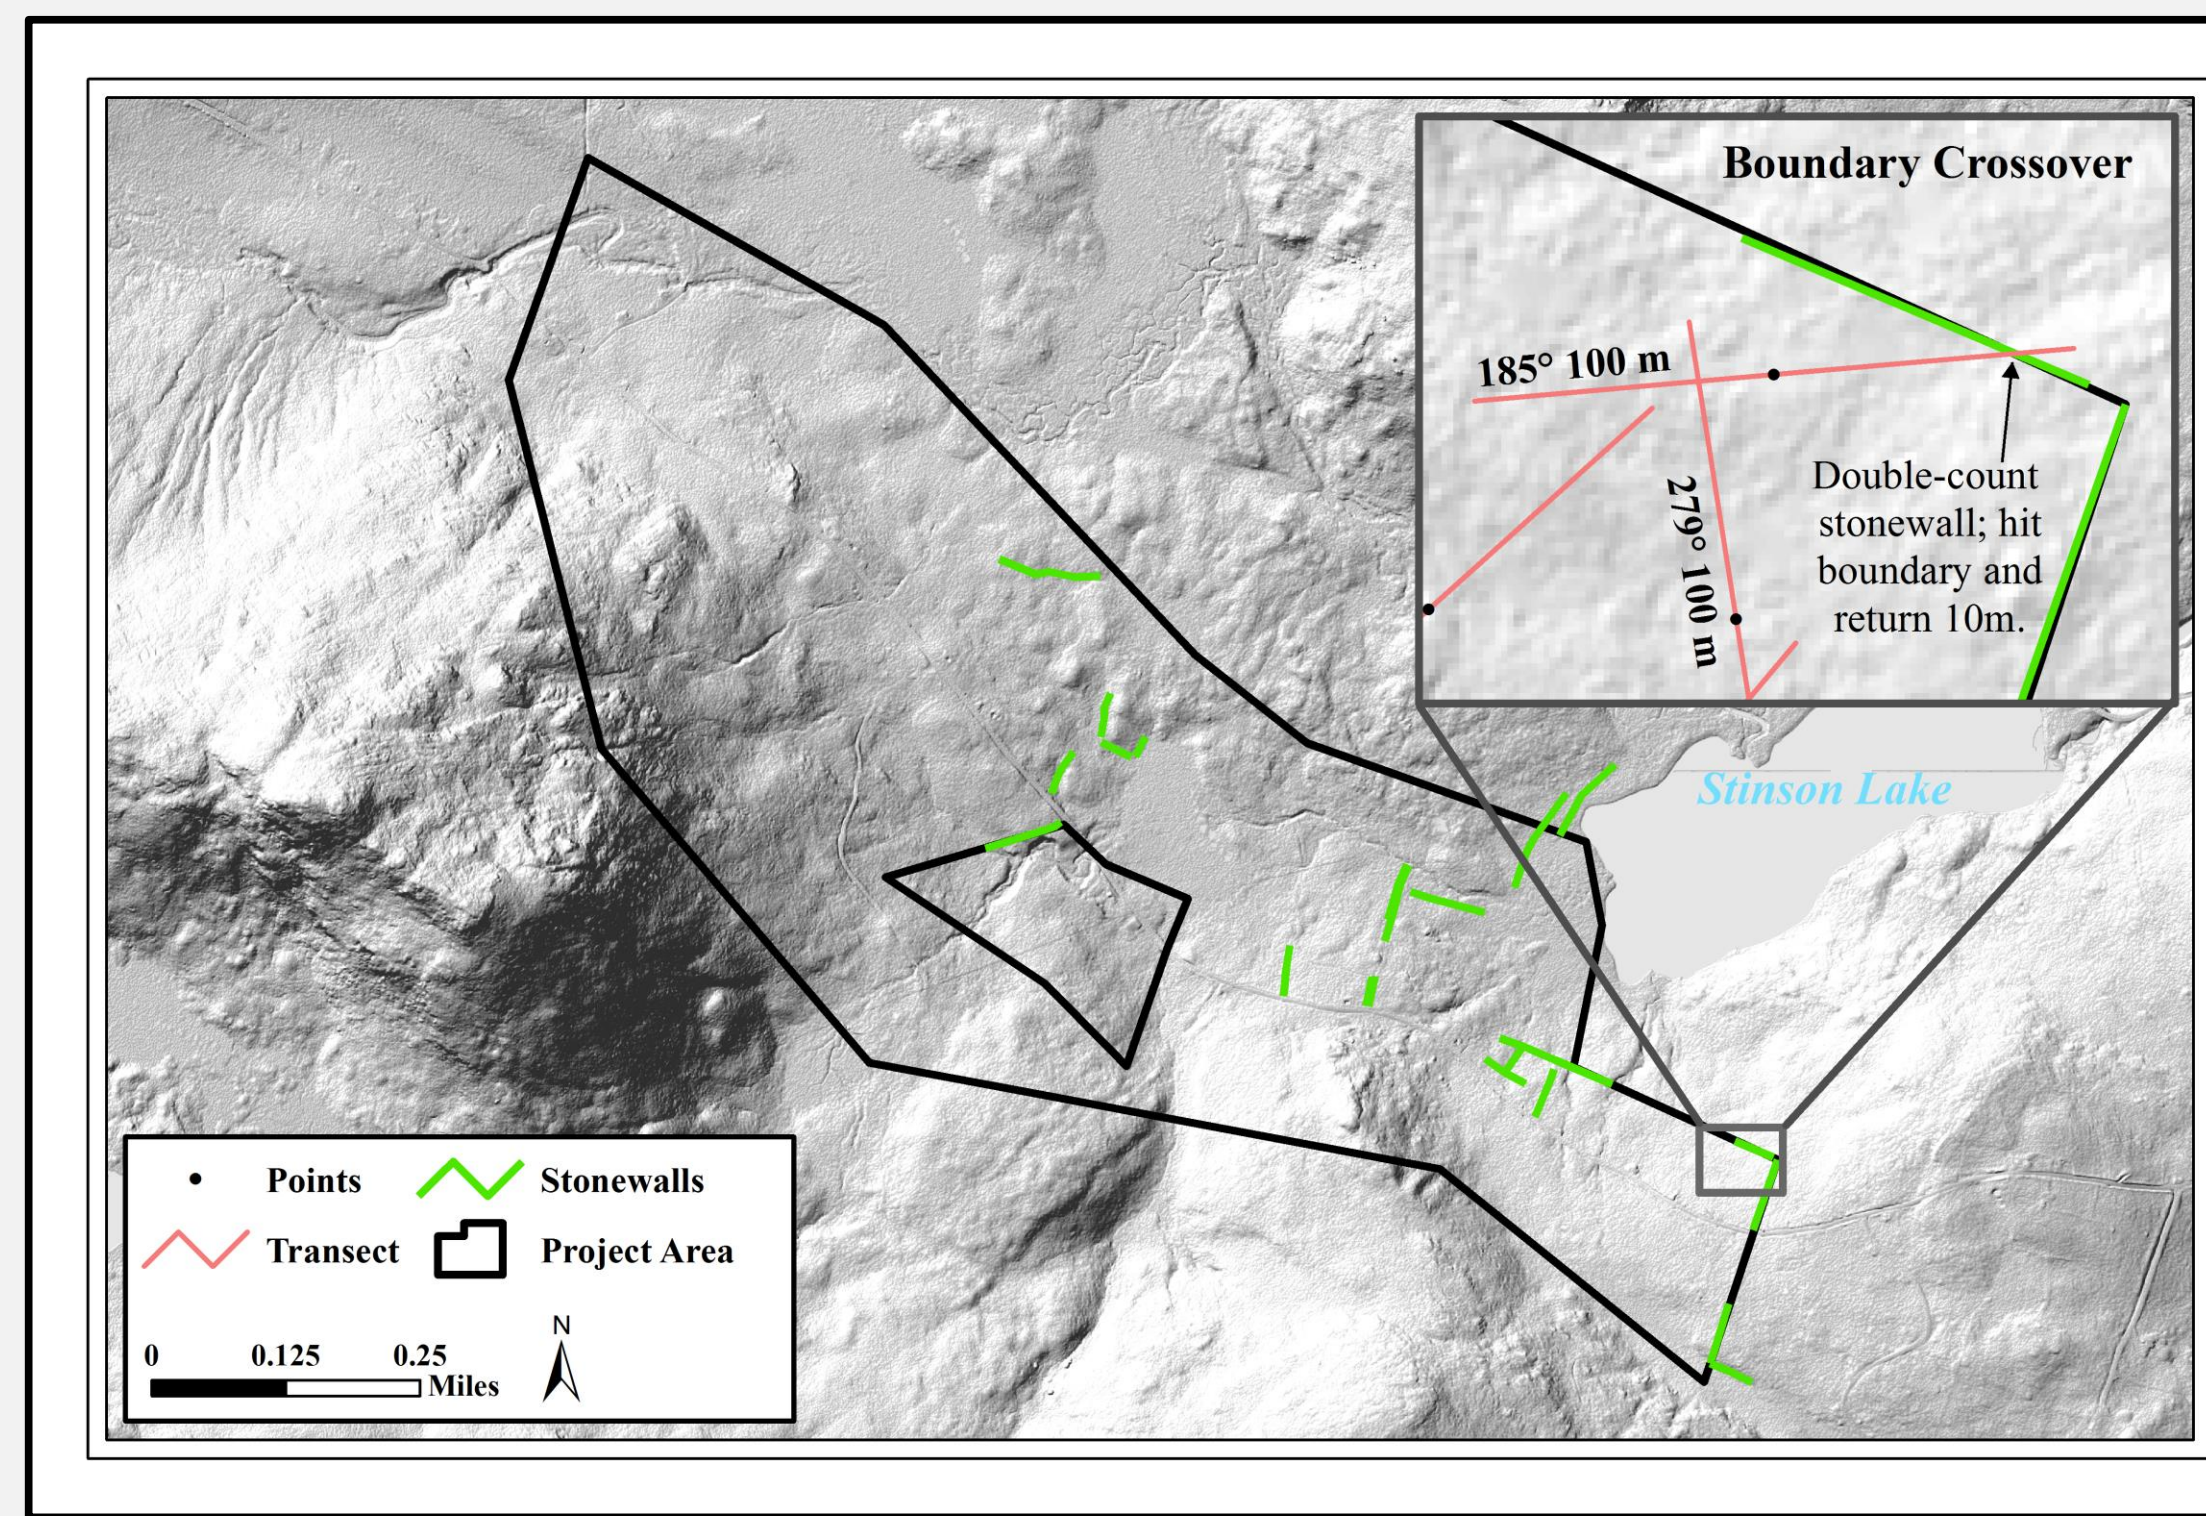 Boundary Crossover
185° 100 m
279° 100 m
Double-count
stonewall; hit
boundary and
return 10m.
Stinson Lake
Points
Stonewalls
Transect
Project Area
N
0 0.125 0.25
Miles